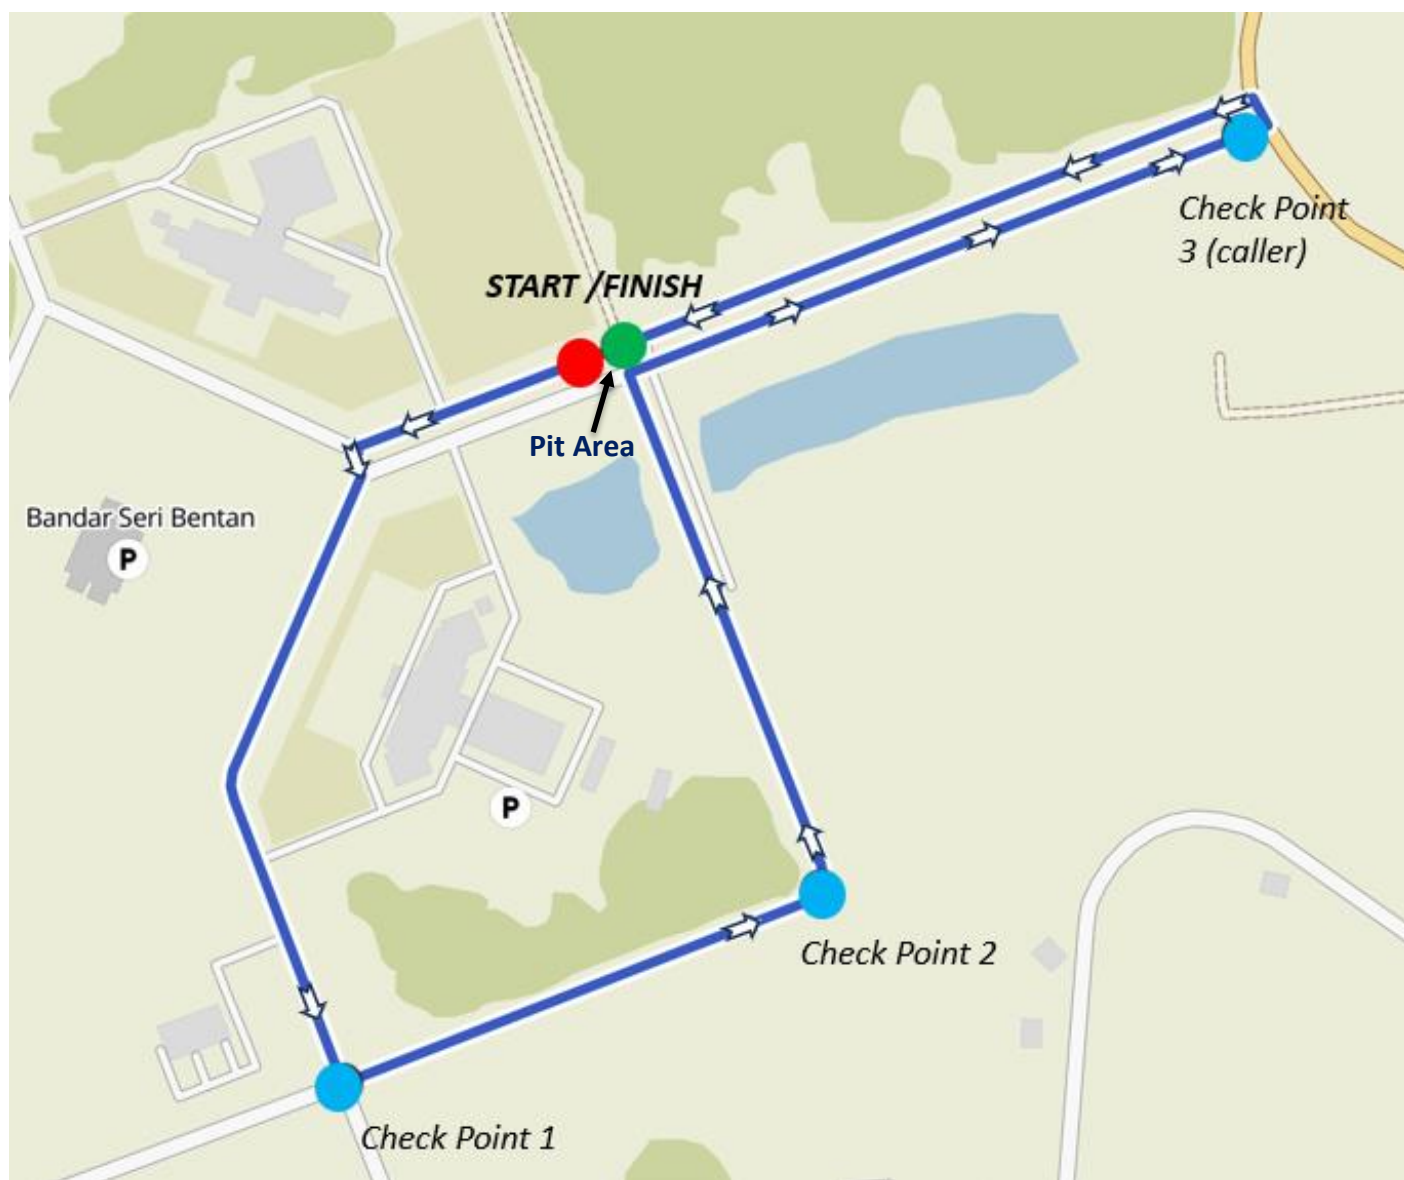 Check Point
3 (caller)
START /FINISH
Pit Area
Bandar Seri Bentan
P
P
Check Point 2
Check Point 1